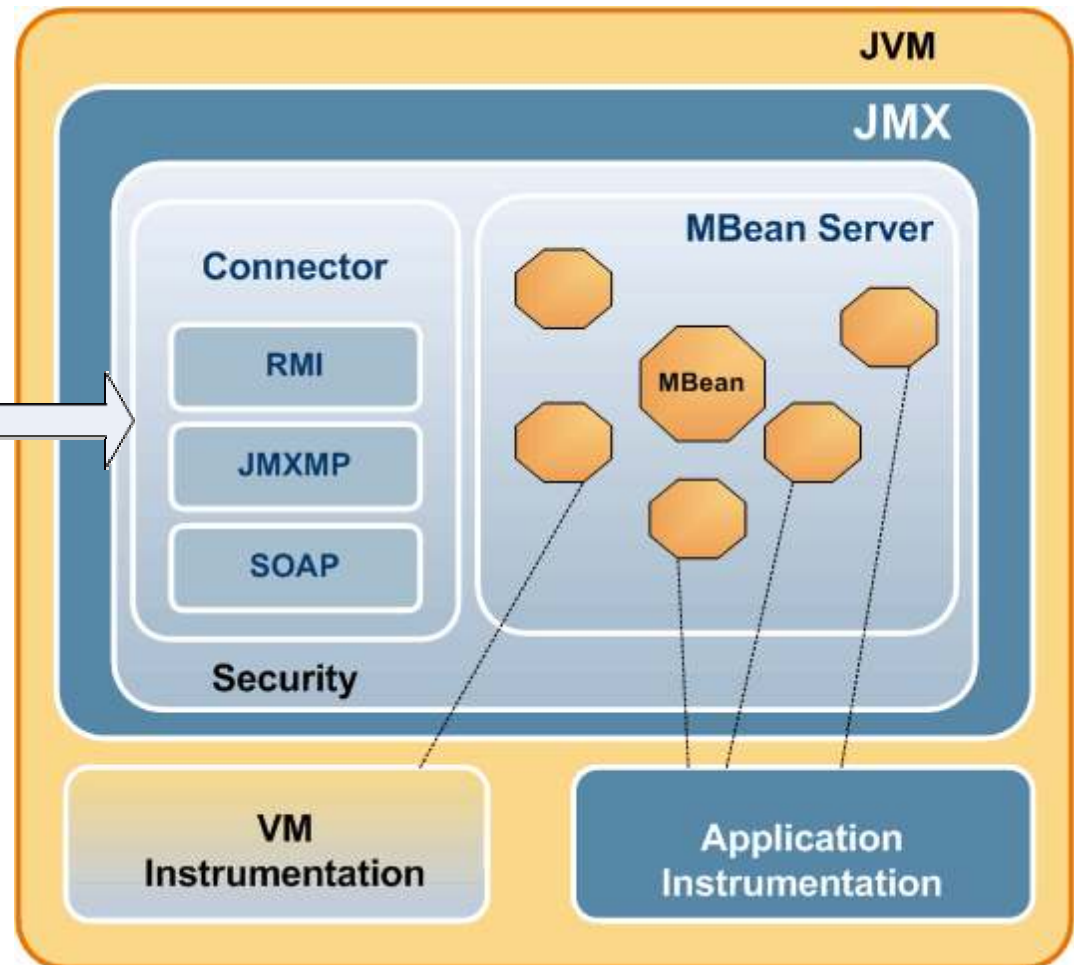 JVM
JMX
MBean Server
Connector
RMI
MBean
JMXMP
SOAP
Security
VM
Instrumentation
Application
Instrumentation